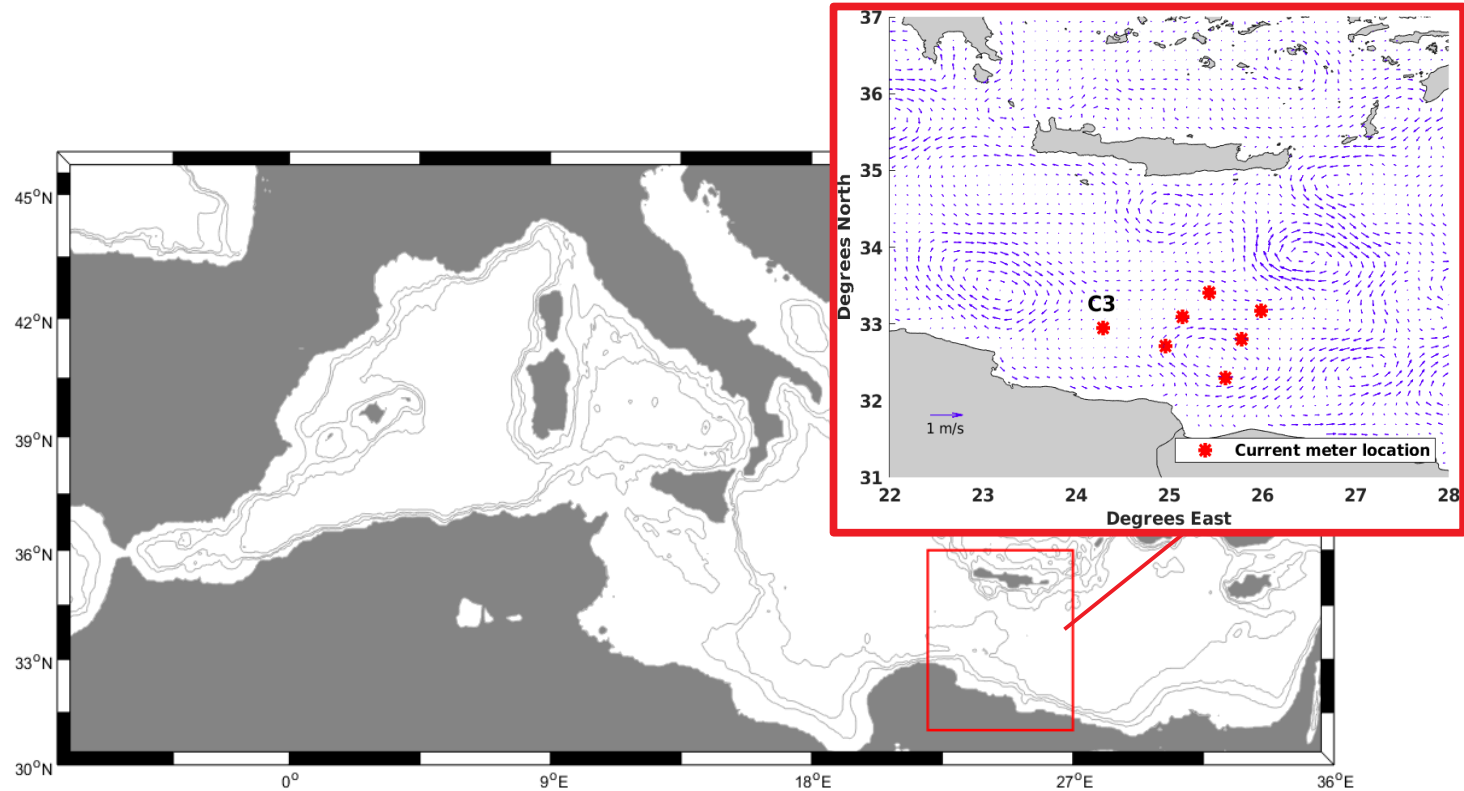 37
36
35
34
33
32
31
Degrees North
C3
1 m/s
Current meter location
22 23 24 25 26 27 28
Degrees East
45°N
42°N
39°N
36°N
33°N
30°N
0° 9°E 18°E 27°E 36°E